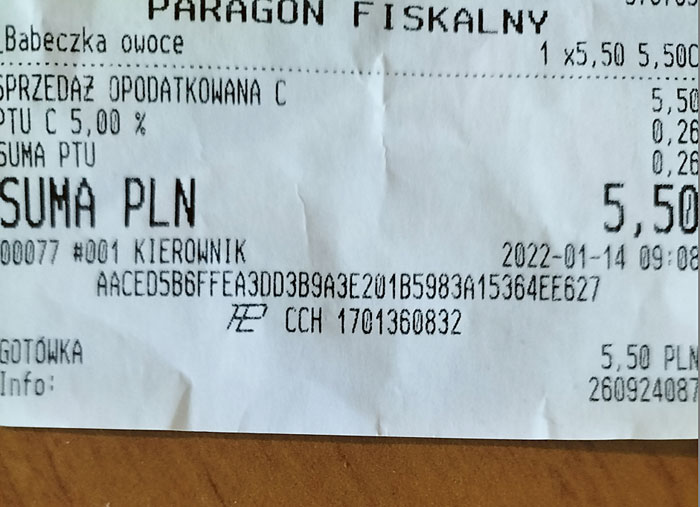 PARAGON FISKALNY
Babeczka owoce 1 x5,50 5,50C
SPRZEDAŻ OPODATKOWANA C 5,50
PTU C 5,00 % 0,26
SUMA PTU 0,26
SUMA PLN 5,50
00077 #001 KIEROWNIK 2022-01-14 09:08
AACED5B6FFEA3DD3B9A3E201B5983A15364EE627
CCH 1701360832
GOTÓWKA 5,50 PLN
Info: 260924087